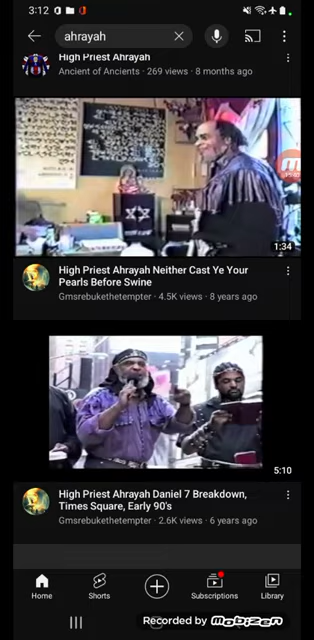 3:12
ahrayah
High Priest Ahrayah
Ancient of Ancients · 269 views · 8 months ago
1:34
High Priest Ahrayah Neither Cast Ye Your
Pearls Before Swine
Gmsrebukethetempter · 4.5K views · 8 years ago
5:10
High Priest Ahrayah Daniel 7 Breakdown,
Times Square, Early 90's
Gmsrebukethetempter · 2.6K views · 6 years ago
Home Shorts Subscriptions Library
Recorded by Mobizen